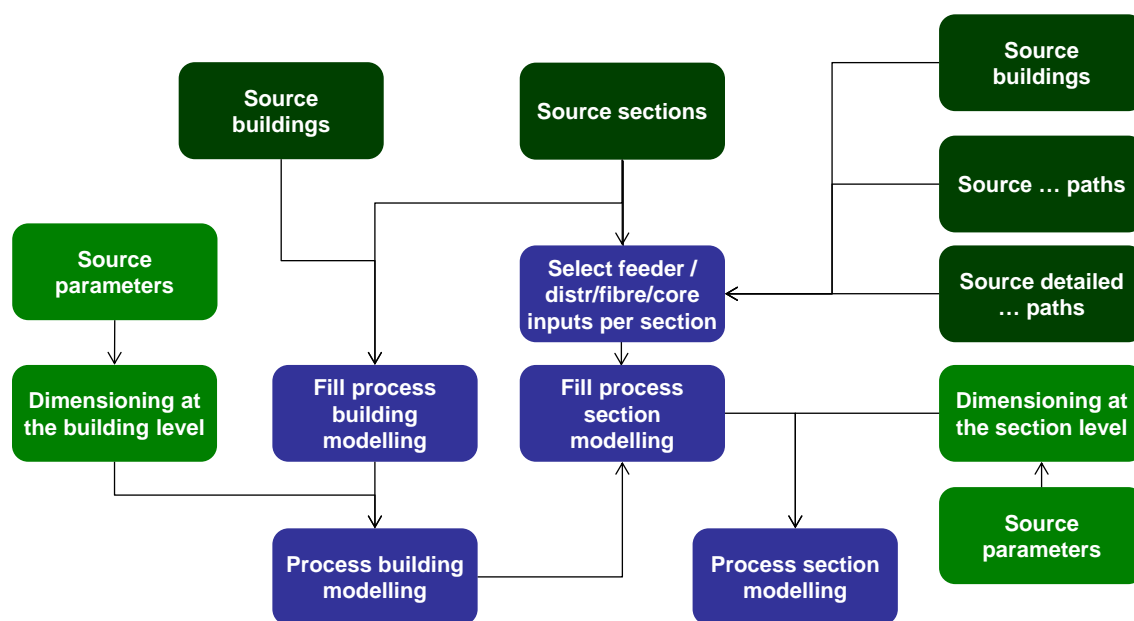 Source
buildings
Source sections
Source
buildings
Source … paths
Source
parameters
Select feeder /
distr/fibre/core
inputs per section
Source detailed
… paths
Dimensioning at
the building level
Fill process
building
modelling
Fill process
section
modelling
Dimensioning at
the section level
Process building
modelling
Process section
modelling
Source
parameters